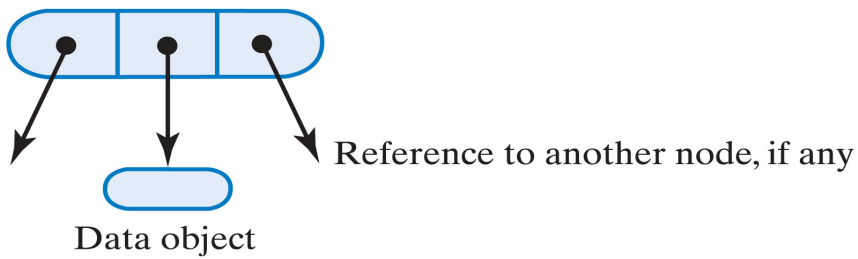 Reference to another node, if any
Data object